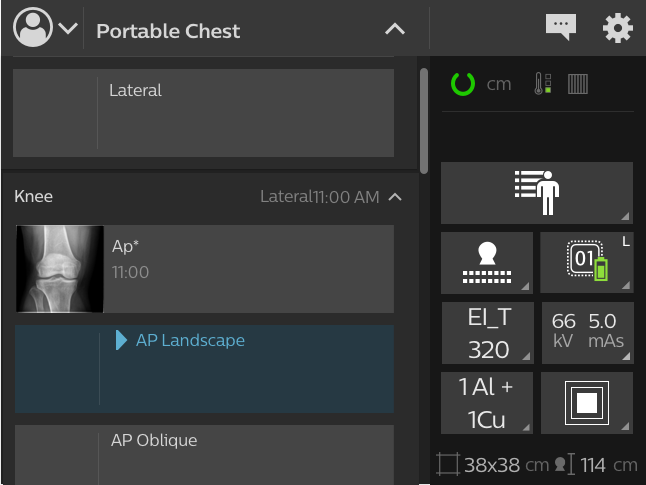 Portable Chest
cm
Lateral
Knee
Lateral11:00 AM
Ap*
11:00
AP Landscape
AP Oblique
01
L
EI_T
320
66 5.0
kV mAs
1 Al +
1Cu
38x38 cm 114 cm